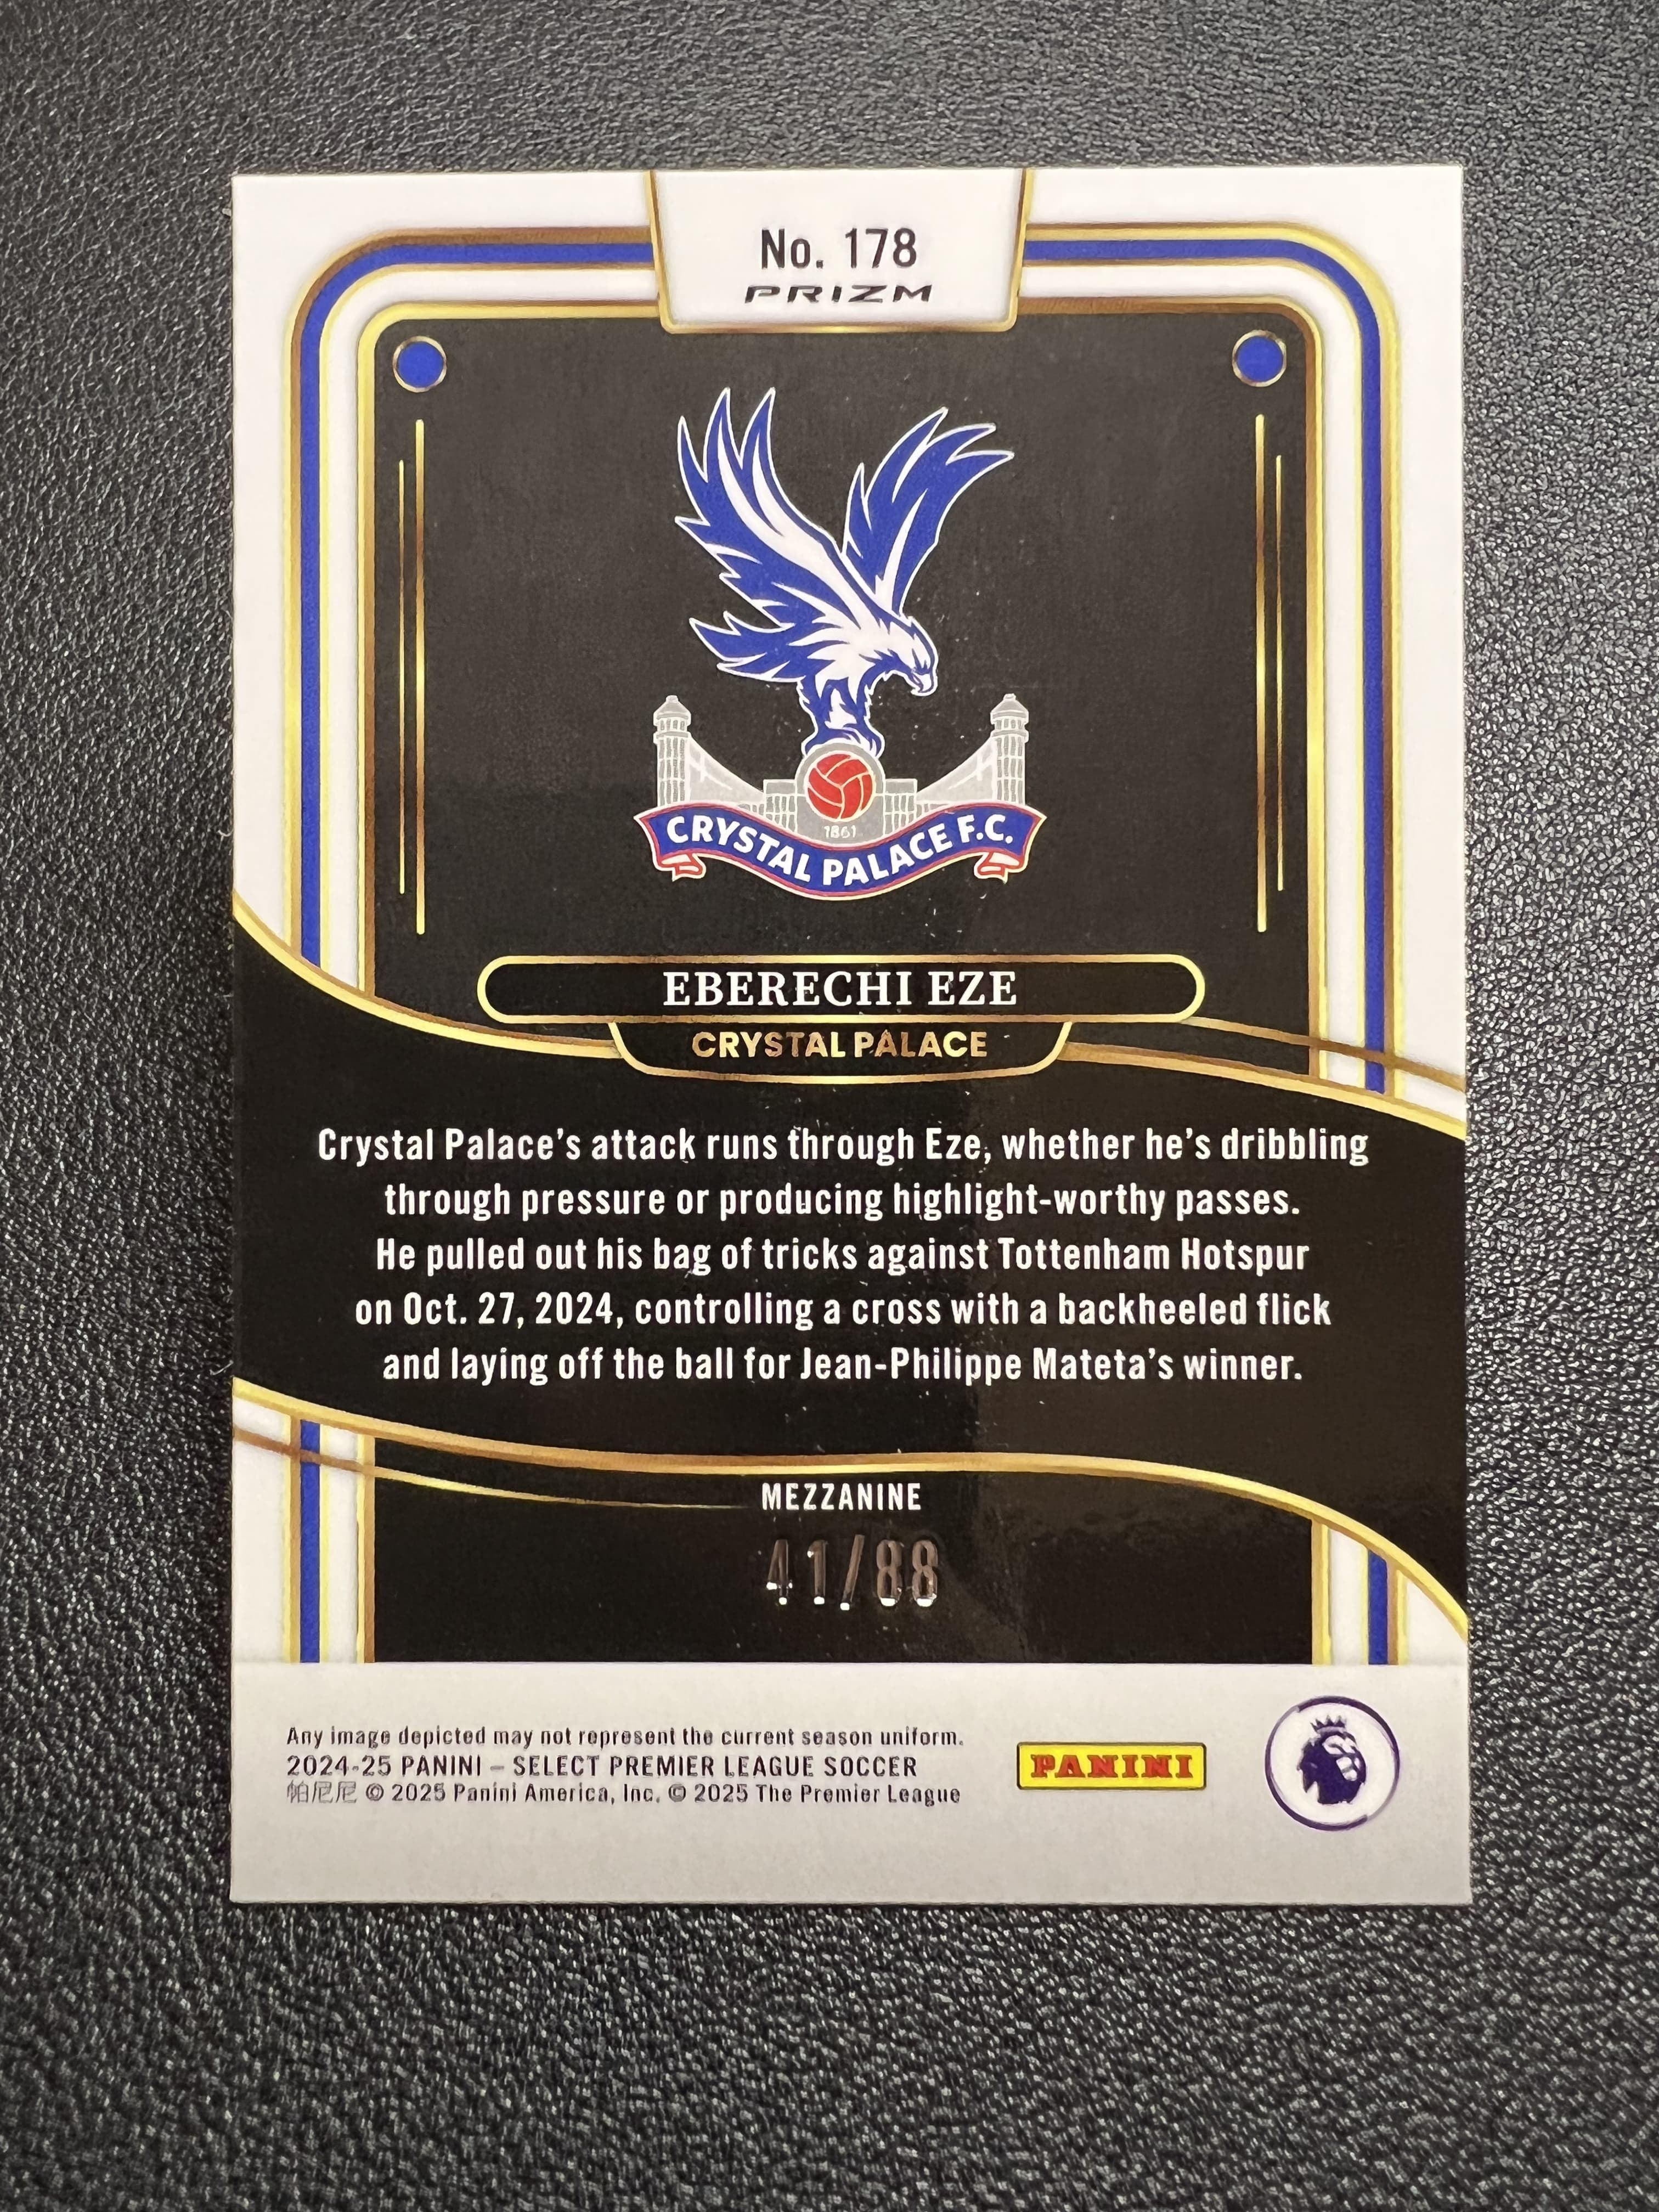 No. 178
PRIZM
1861
CRYSTAL PALACE F.C.
EBERECHI EZE
CRYSTAL PALACE
Crystal Palace’s attack runs through Eze, whether he’s dribbling
through pressure or producing highlight-worthy passes.
He pulled out his bag of tricks against Tottenham Hotspur
on Oct. 27, 2024, controlling a cross with a backheeled flick
and laying off the ball for Jean-Philippe Mateta’s winner.
MEZZANINE
41/88
Any image depicted may not represent the current season uniform.
2024-25 PANINI – SELECT PREMIER LEAGUE SOCCER
帕尼尼 © 2025 Panini America, Inc. © 2025 The Premier League
PANINI